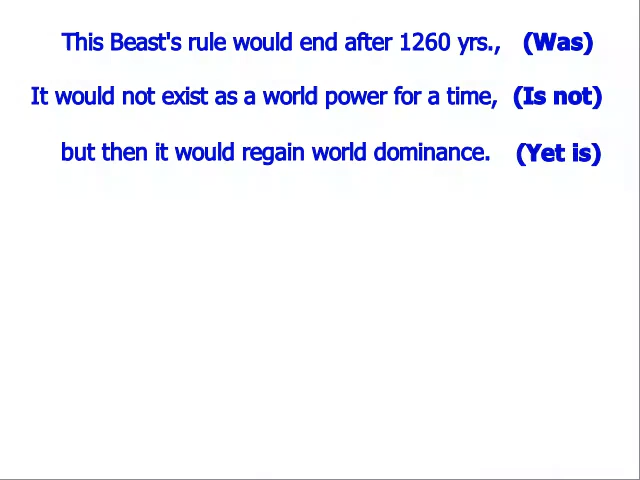 This Beast's rule would end after 1260 yrs., (Was)
It would not exist as a world power for a time, (Is not)
but then it would regain world dominance. (Yet is)